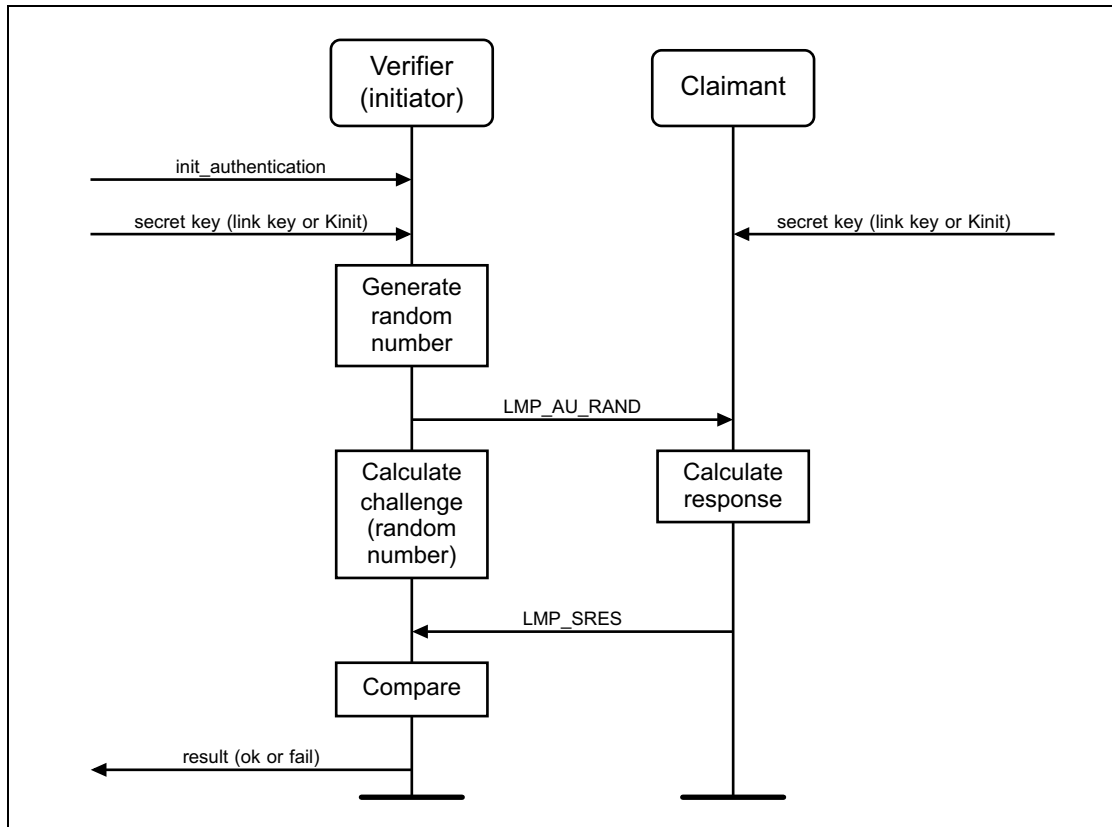 Verifier
(initiator)
Claimant
init_authentication
secret key (link key or Kinit)
secret key (link key or Kinit)
Generate
random
number
LMP_AU_RAND
Calculate
challenge
(random
number)
Calculate
response
LMP_SRES
Compare
result (ok or fail)